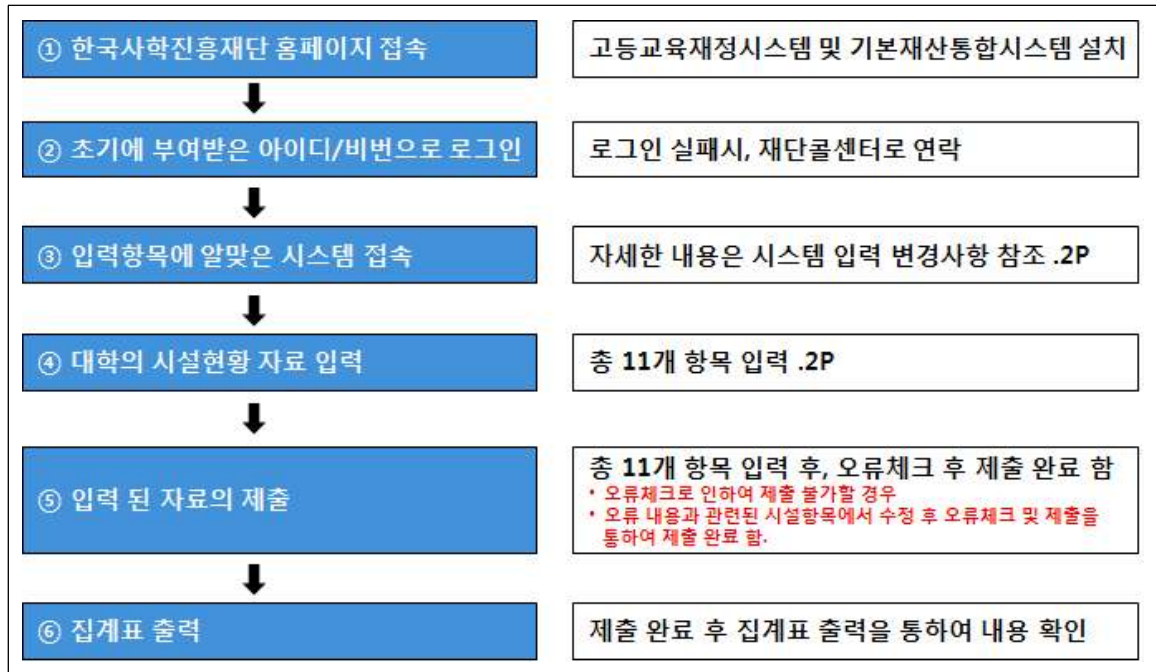 ① 한국사학진흥재단 홈페이지 접속
고등교육재정시스템 및 기본재산통합시스템 설치
② 초기에 부여받은 아이디/비번으로 로그인
로그인 실패시, 재단콜센터로 연락
③ 입력항목에 알맞은 시스템 접속
자세한 내용은 시스템 입력 변경사항 참조 .2P
④ 대학의 시설현황 자료 입력
총 11개 항목 입력 .2P
⑤ 입력 된 자료의 제출
총 11개 항목 입력 후, 오류체크 후 제출 완료 함
• 오류체크로 인하여 제출 불가할 경우
• 오류 내용과 관련된 시설항목에서 수정 후 오류체크 및 제출을
통하여 제출 완료 함.
⑥ 집계표 출력
제출 완료 후 집계표 출력을 통하여 내용 확인